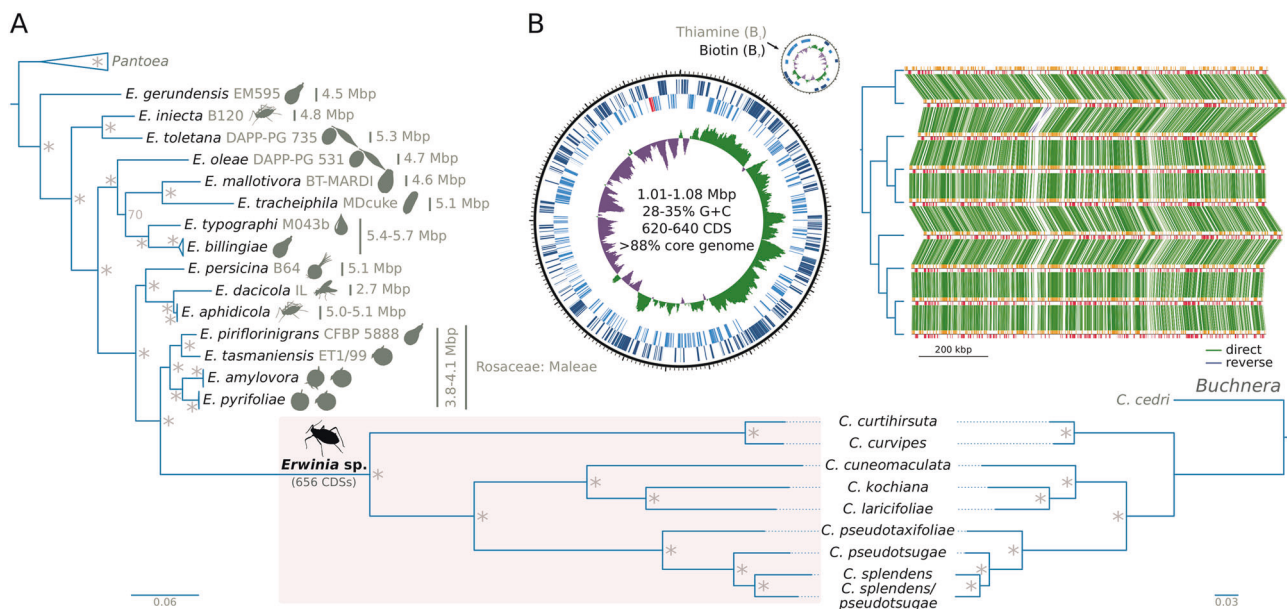 A
Pantoea
E. gerundensis EM595 4.5 Mbp
E. iniecta B120 4.8 Mbp
E. toletana DAPP-PG 735 5.3 Mbp
E. oleae DAPP-PG 531 4.7 Mbp
E. mallotivora BT-MARDI 4.6 Mbp
E. tracheiphila MDcuke 5.1 Mbp
70
E. typographi M043b
5.4-5.7 Mbp
E. billingiae
E. persicina B64 5.1 Mbp
E. dacicola IL 2.7 Mbp
E. aphidicola 5.0-5.1 Mbp
E. piriflorinigrans CFBP 5888
E. tasmaniensis ET1/99
E. amylovora
E. pyrifoliae
3.8-4.1 Mbp
Rosaceae: Maleae
Erwinia sp.
(656 CDSs)
0.06
B
Thiamine (B1)
Biotin (B7)
1.01-1.08 Mbp
28-35% G+C
620-640 CDS
>88% core genome
200 kbp
direct
reverse
Buchnera
C. cedri
C. curtihirsuta
C. curvipes
C. cuneomaculata
C. kochiana
C. laricifoliae
C. pseudotaxifoliae
C. pseudotsugae
C. splendens
C. splendens/
pseudotsugae
0.03